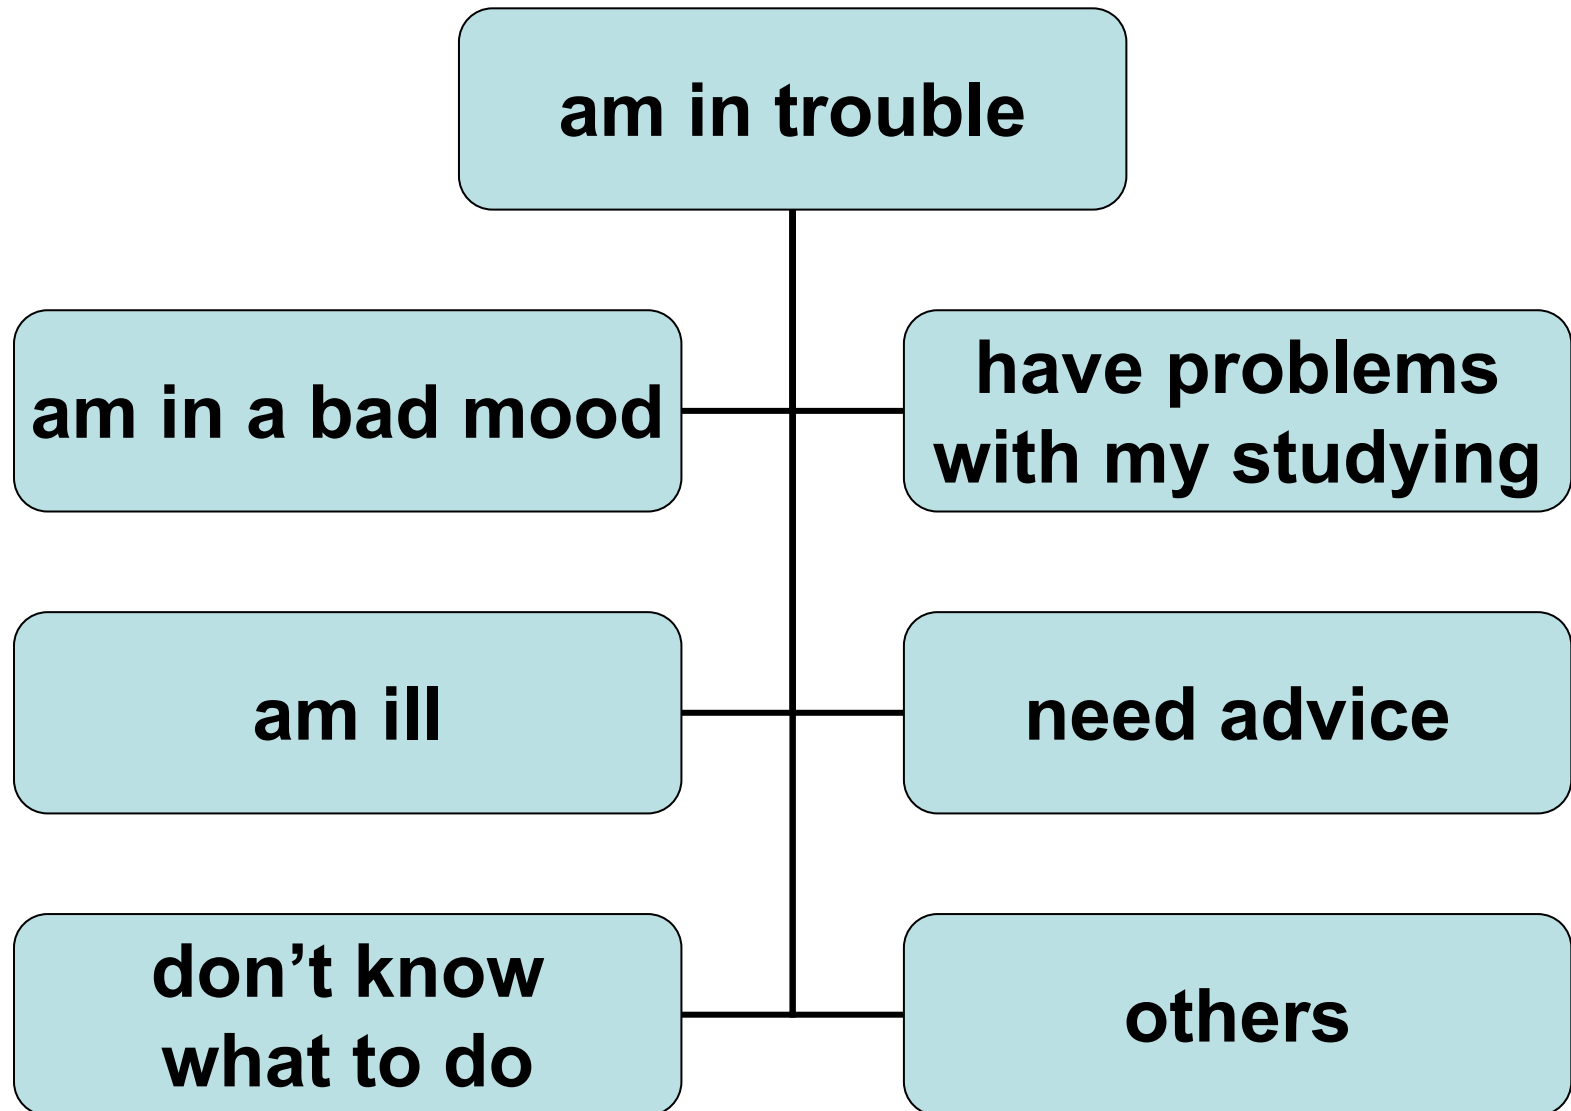 am in trouble
am in a bad mood
have problems
with my studying
am ill
need advice
don’t know
what to do
others